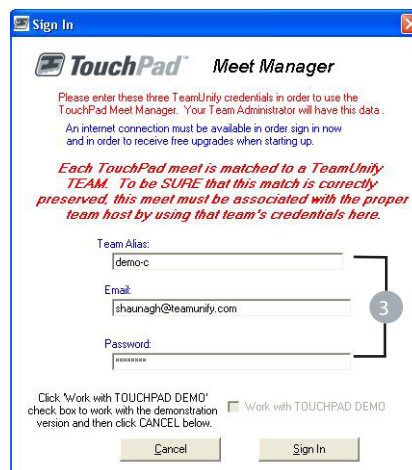 Sign In
TouchPad™ Meet Manager
Please enter these three TeamUnify credentials in order to use the
TouchPad Meet Manager. Your Team Administrator will have this data .
An internet connection must be available in order sign in now
and in order to receive free upgrades when starting up.
Each TouchPad meet is matched to a TeamUnify
TEAM. To be SURE that this match is correctly
preserved, this meet must be associated with the proper
team host by using that team's credentials here.
Team Alias:
demo-c
Email:
shaunagh@teamunify.com
3
Password:
********
Click 'Work with TOUCHPAD DEMO'
check box to work with the demonstration
version and then click CANCEL below.
Work with TOUCHPAD DEMO
Cancel
Sign In